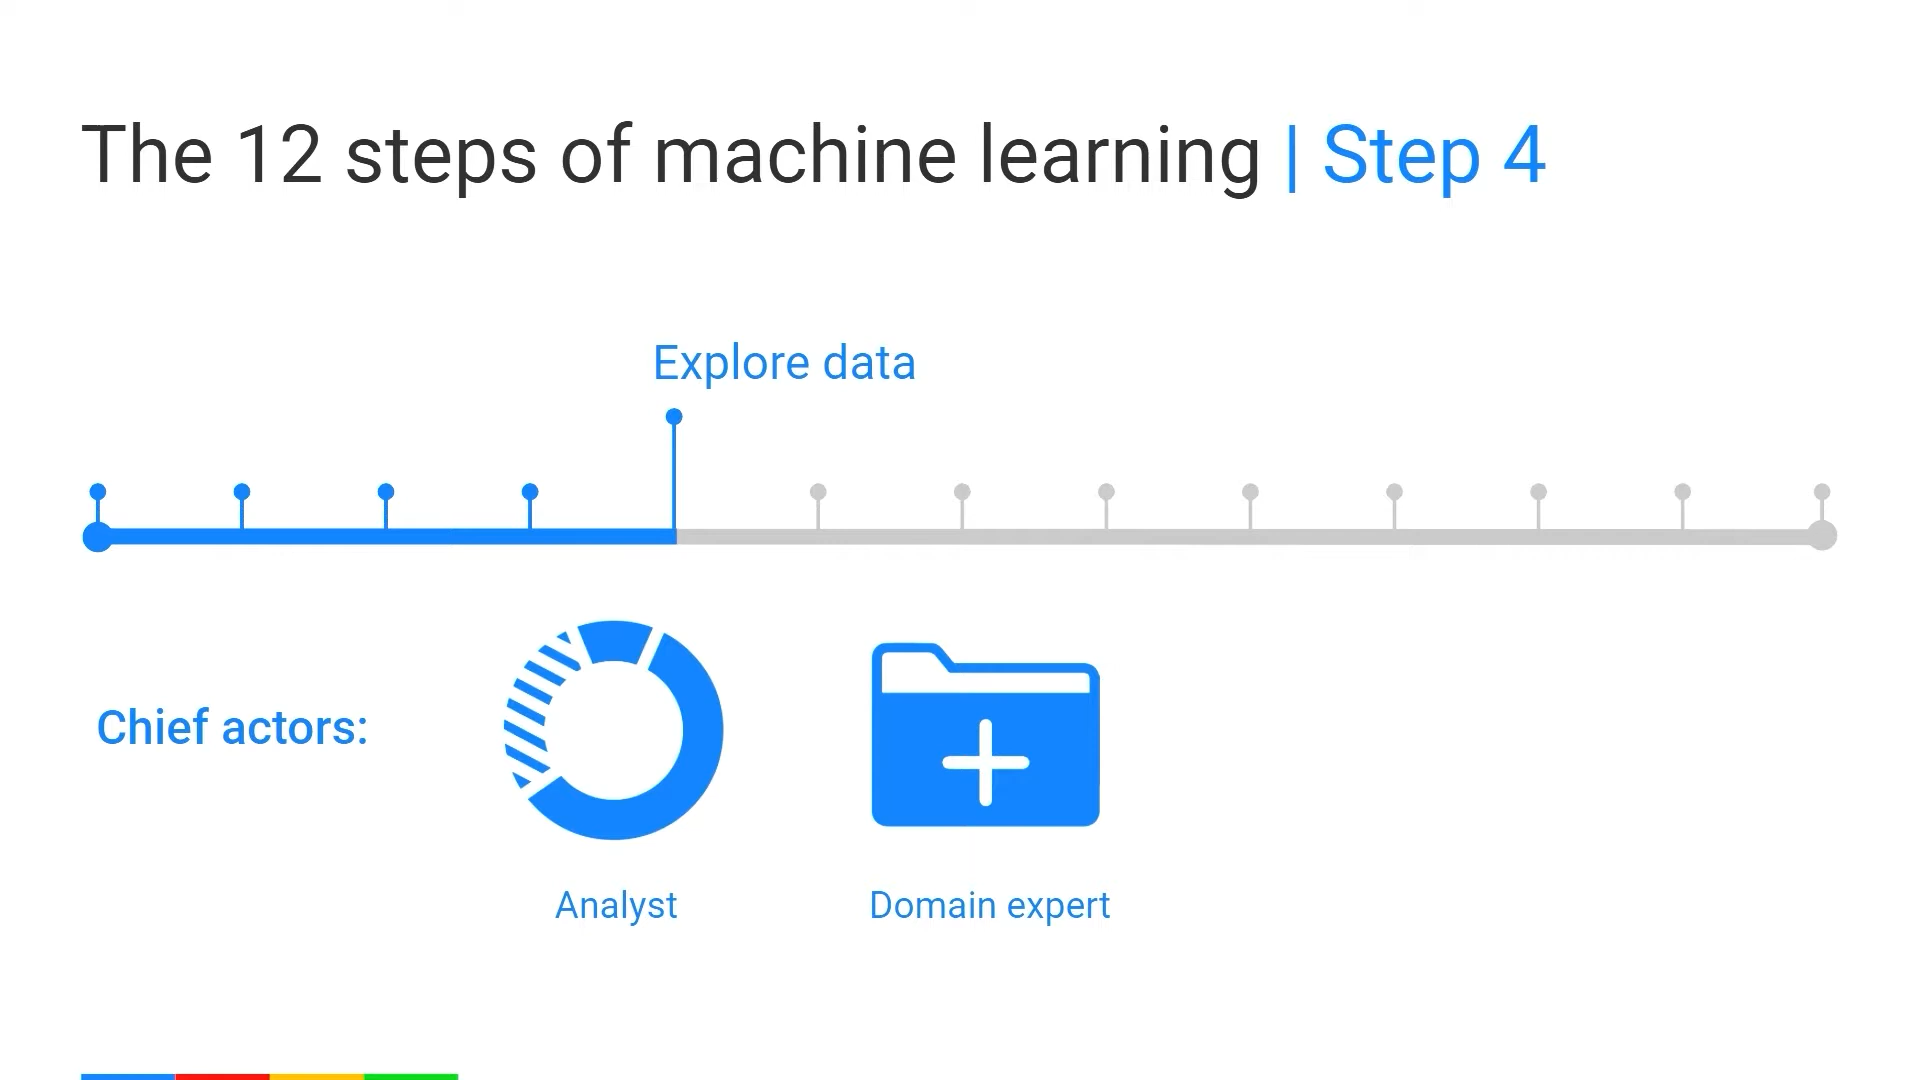 The 12 steps of machine learning | Step 4
Explore data
Chief actors:
Analyst
Domain expert